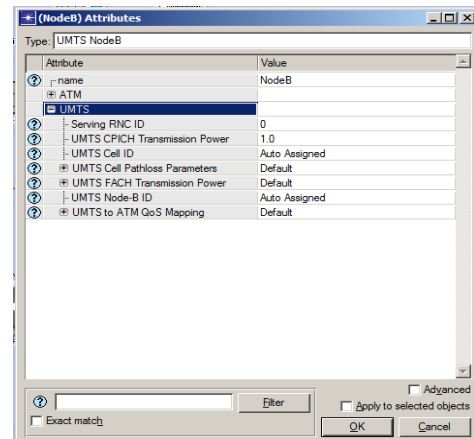 (NodeB) Attributes
Type: UMTS NodeB
Attribute Value
name NodeB
ATM
UMTS
Serving RNC ID 0
UMTS CPICH Transmission Power 1.0
UMTS Cell ID Auto Assigned
UMTS Cell Pathloss Parameters Default
UMTS FACH Transmission Power Default
UMTS Node-B ID Auto Assigned
UMTS to ATM QoS Mapping Default
Advanced
Filter
Apply to selected objects
Exact match
OK Cancel